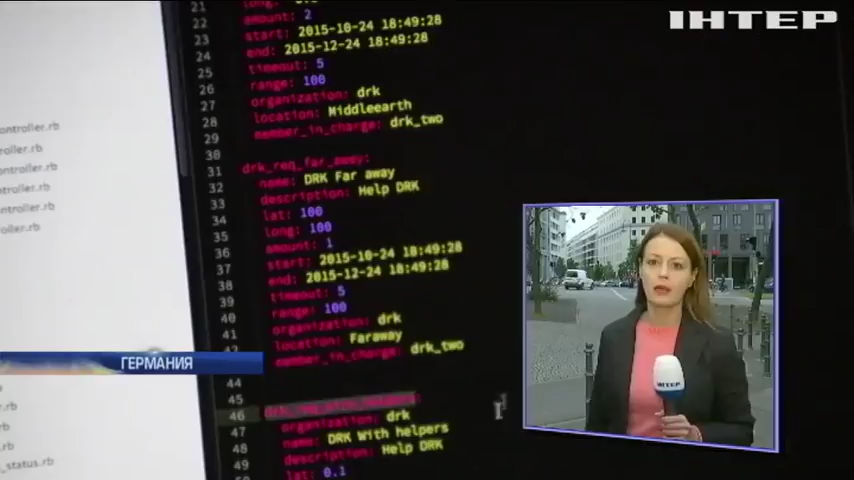 ІНТЕР
21
22 amount: 2
23 start: 2015-10-24 18:49:28
24 end: 2015-12-24 18:49:28
25 timeout: 5
26 range: 100
27 organization: drk
28 location: Middleearth
29 member_in_charge: drk_two
30
31 drk_req_far_away:
32 name: DRK Far away
33 description: Help DRK
34 lat: 100
35 long: 100
36 amount: 1
37 start: 2015-10-24 18:49:28
38 end: 2015-12-24 18:49:28
39 timeout: 5
40 range: 100
41 organization: drk
location: Faraway
member_in_charge: drk_two
44
45
46
47 organization: drk
48 name: DRK With helpers
49 description: Help DRK
lat: 0.1
ontroller.rb
roller.rb
ontroller.rb
ntroller.rb
ontroller.rb
oller.rb
ГЕРМАНИЯ
.rb
rb
.rb
_status.rb
ІНТЕР